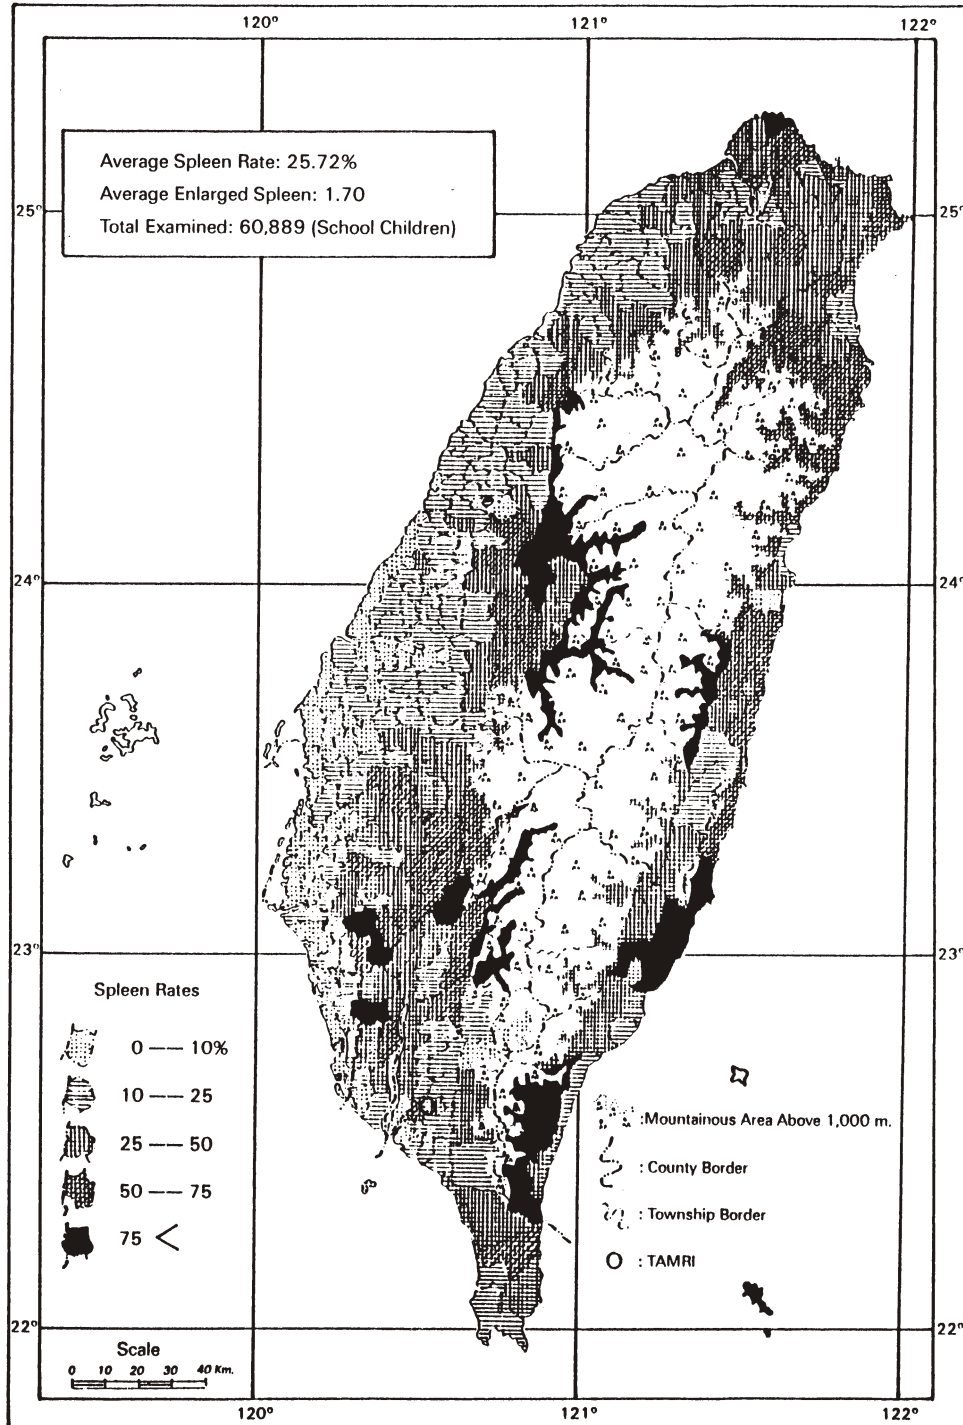 120° 121° 122°
Average Spleen Rate: 25.72%
Average Enlarged Spleen: 1.70
Total Examined: 60,889 (School Children)
25° 25°
24° 24°
23° 23°
Spleen Rates
0 —— 10%
10 —— 25
25 —— 50
50 —— 75
75 <
:Mountainous Area Above 1,000 m.
: County Border
: Township Border
: TAMRI
22° 22°
Scale
0 10 20 30 40 Km.
120° 121° 122°